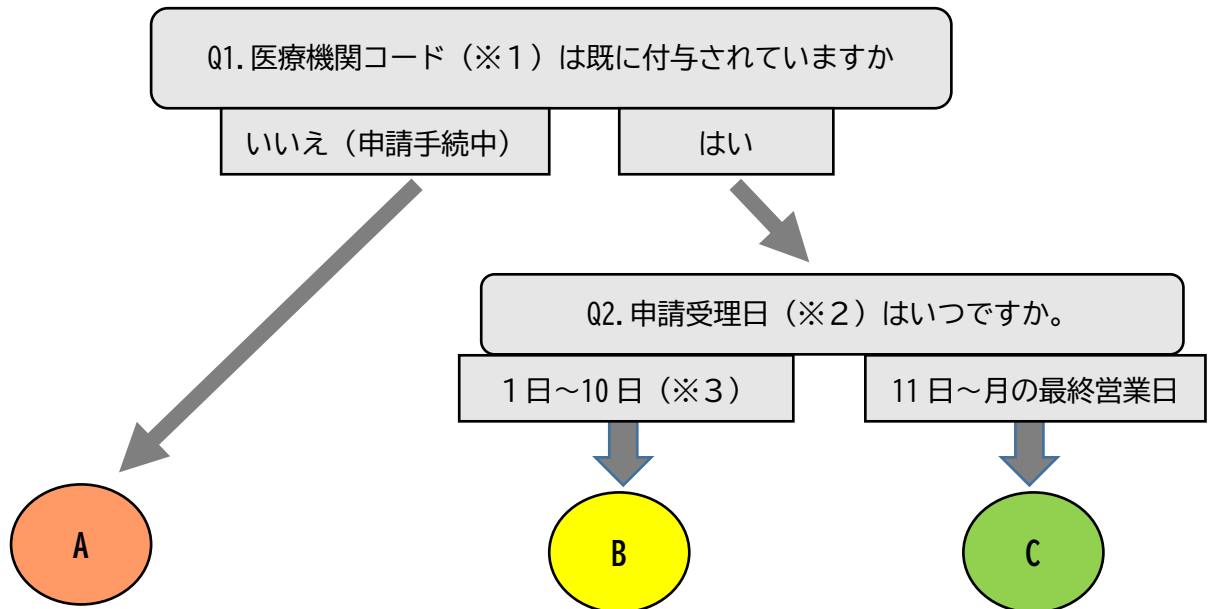 Q1.医療機関コード（※１）は既に付与されていますか
いいえ（申請手続中）
はい
Q2.申請受理日（※２）はいつですか。
１日～10日（※３）
11日～月の最終営業日
A
B
C